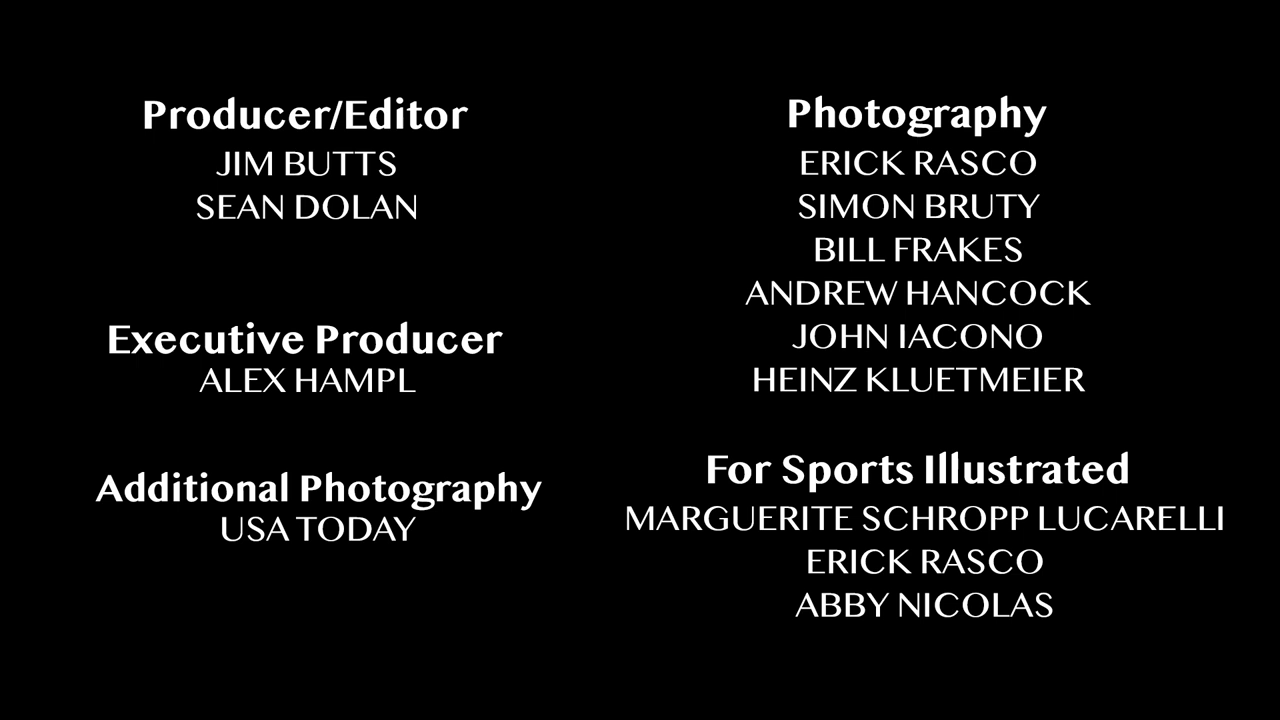 Producer/Editor
JIM BUTTS
SEAN DOLAN
Executive Producer
ALEX HAMPL
Additional Photography
USA TODAY
Photography
ERICK RASCO
SIMON BRUTY
BILL FRAKES
ANDREW HANCOCK
JOHN IACONO
HEINZ KLUETMEIER
For Sports Illustrated
MARGUERITE SCHROPP LUCARELLI
ERICK RASCO
ABBY NICOLAS